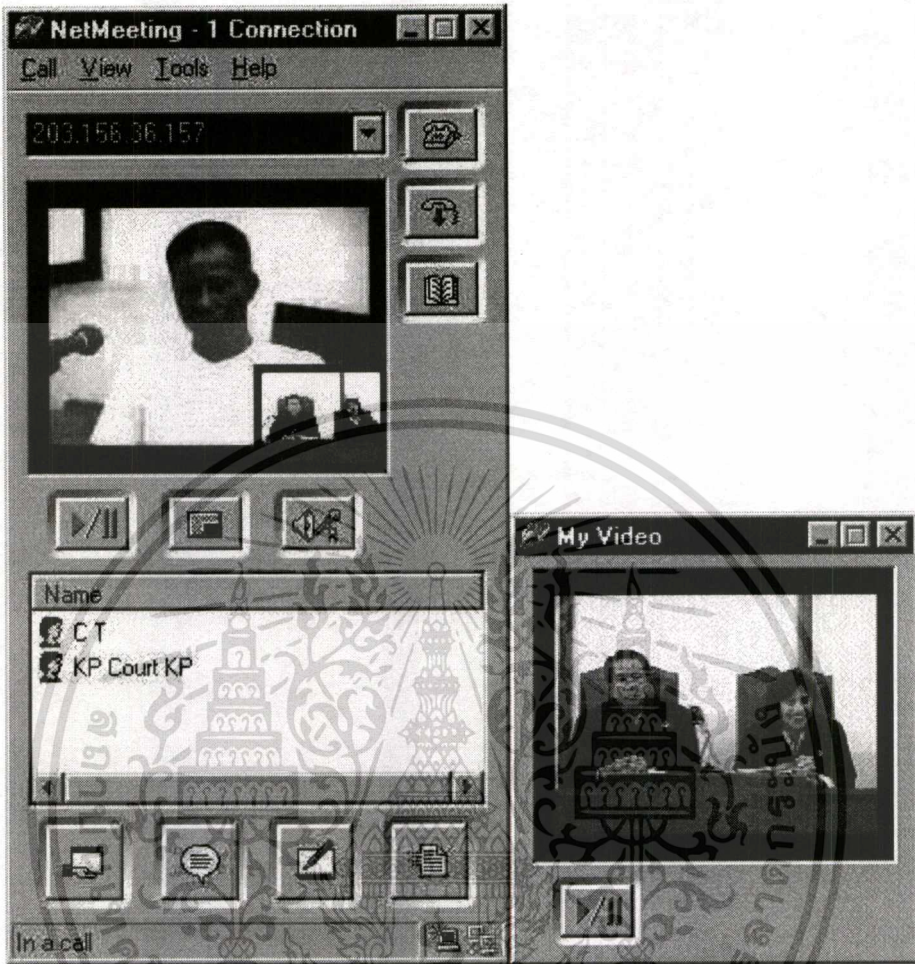 NetMeeting - 1 Connection
Call View Tools Help
203.156.36.157
Name
C T
KP Court KP
In a call
My Video